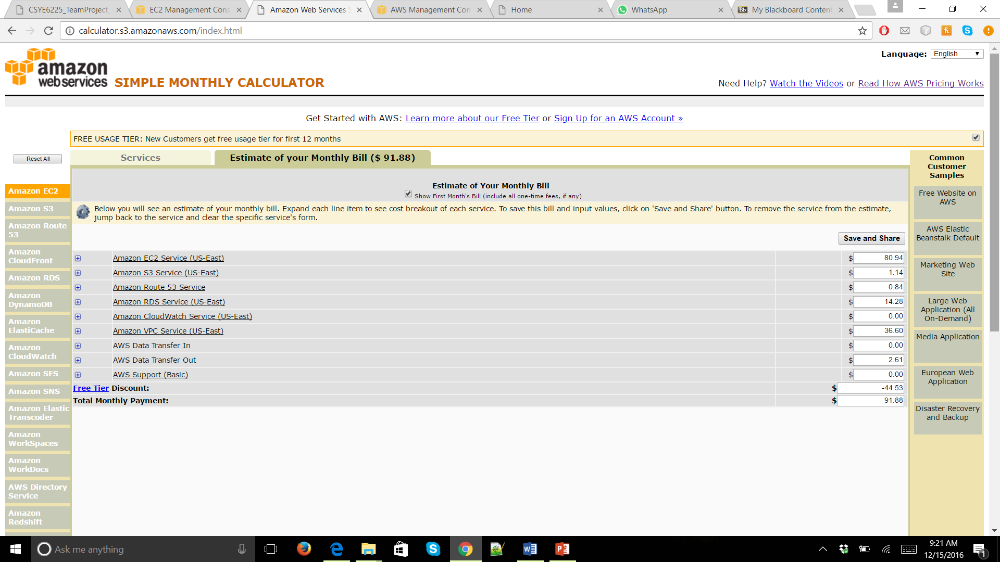 CSYE6225_TeamProject_
EC2 Management Cons
Amazon Web Services S
AWS Management Con
Home
WhatsApp
Bb My Blackboard Content
calculator.s3.amazonaws.com/index.html
Language: English
amazon
webservices
SIMPLE MONTHLY CALCULATOR
Need Help? Watch the Videos or Read How AWS Pricing Works
Get Started with AWS: Learn more about our Free Tier or Sign Up for an AWS Account »
FREE USAGE TIER: New Customers get free usage tier for first 12 months
Reset All
Services
Estimate of your Monthly Bill ($ 91.88)
Estimate of Your Monthly Bill
Show First Month's Bill (include all one-time fees, if any)
Below you will see an estimate of your monthly bill. Expand each line item to see cost breakout of each service. To save this bill and input values, click on 'Save and Share' button. To remove the service from the estimate,
jump back to the service and clear the specific service's form.
Save and Share
Amazon EC2 Service (US-East) $ 80.94
Amazon S3 Service (US-East) $ 1.14
Amazon Route 53 Service $ 0.84
Amazon RDS Service (US-East) $ 14.28
Amazon CloudWatch Service (US-East) $ 0.00
Amazon VPC Service (US-East) $ 36.60
AWS Data Transfer In $ 0.00
AWS Data Transfer Out $ 2.61
AWS Support (Basic) $ 0.00
Free Tier Discount: $ -44.53
Total Monthly Payment: $ 91.88
Amazon EC2
Amazon S3
Amazon Route
53
Amazon
CloudFront
Amazon RDS
Amazon
DynamoDB
Amazon
ElastiCache
Amazon
CloudWatch
Amazon SES
Amazon SNS
Amazon Elastic
Transcoder
Amazon
WorkSpaces
Amazon
WorkDocs
AWS Directory
Service
Amazon
Redshift
Common
Customer
Samples
Free Website on
AWS
AWS Elastic
Beanstalk Default
Marketing Web
Site
Large Web
Application (All
On-Demand)
Media Application
European Web
Application
Disaster Recovery
and Backup
Ask me anything
9:21 AM
12/15/2016
1